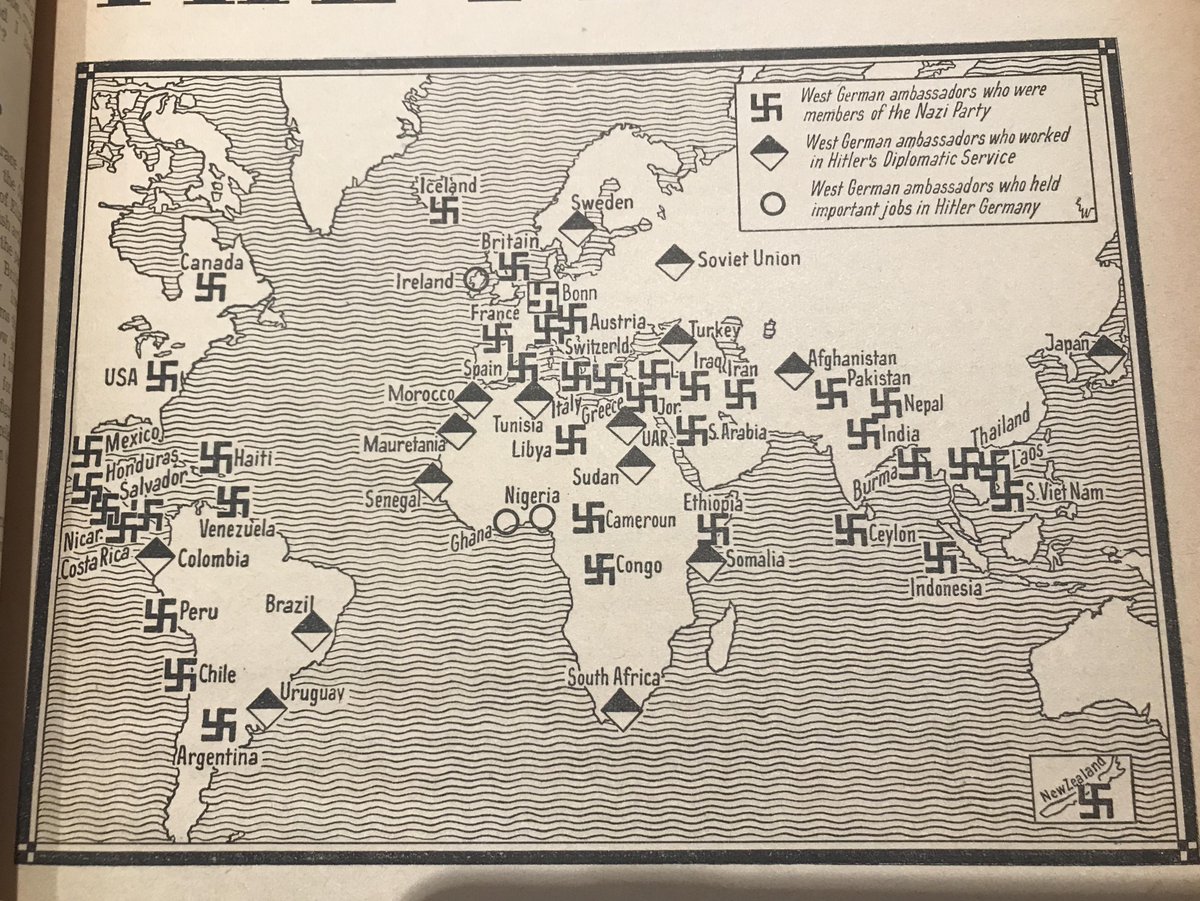 West German ambassadors who were
members of the Nazi Party
West German ambassadors who worked
in Hitler's Diplomatic Service
West German ambassadors who held
important jobs in Hitler Germany
Iceland
Sweden
Britain
Canada
Ireland
Soviet Union
Bonn
France
Austria
Turkey
Switzerld.
Japan
USA
Spain
Iraq
Iran
Afghanistan
Morocco
Pakistan
Tunisia
Italy
Greece
L.
Jor.
Nepal
Mexico
Mauretania
Libya
UAR
S. Arabia
India
Thailand
Honduras
Haiti
Laos
Salvador
Sudan
Burma
Senegal
Nigeria
Ethiopia
S. Viet Nam
Nicar.
Venezuela
Ghana
Cameroun
Ceylon
Costa Rica
Colombia
Congo
Somalia
Indonesia
Peru
Brazil
Chile
South Africa
Uruguay
Argentina
New Zealand